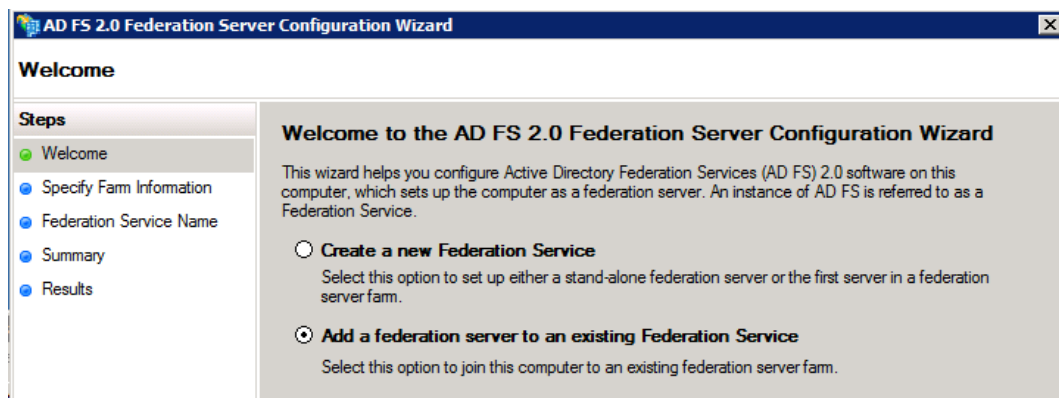 AD FS 2.0 Federation Server Configuration Wizard
Welcome
Steps
Welcome
Specify Farm Information
Federation Service Name
Summary
Results
Welcome to the AD FS 2.0 Federation Server Configuration Wizard
This wizard helps you configure Active Directory Federation Services (AD FS) 2.0 software on this
computer, which sets up the computer as a federation server. An instance of AD FS is referred to as a
Federation Service.
Create a new Federation Service
Select this option to set up either a stand-alone federation server or the first server in a federation
server farm.
Add a federation server to an existing Federation Service
Select this option to join this computer to an existing federation server farm.